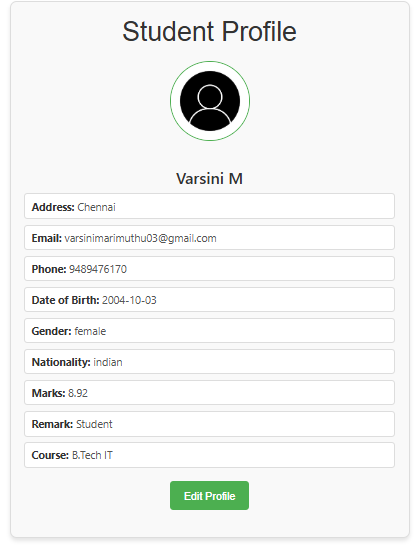 Student Profile
Varsini M
Address: Chennai
Email: varsinimarimuthu03@gmail.com
Phone: 9489476170
Date of Birth: 2004-10-03
Gender: female
Nationality: indian
Marks: 8.92
Remark: Student
Course: B.Tech IT
Edit Profile